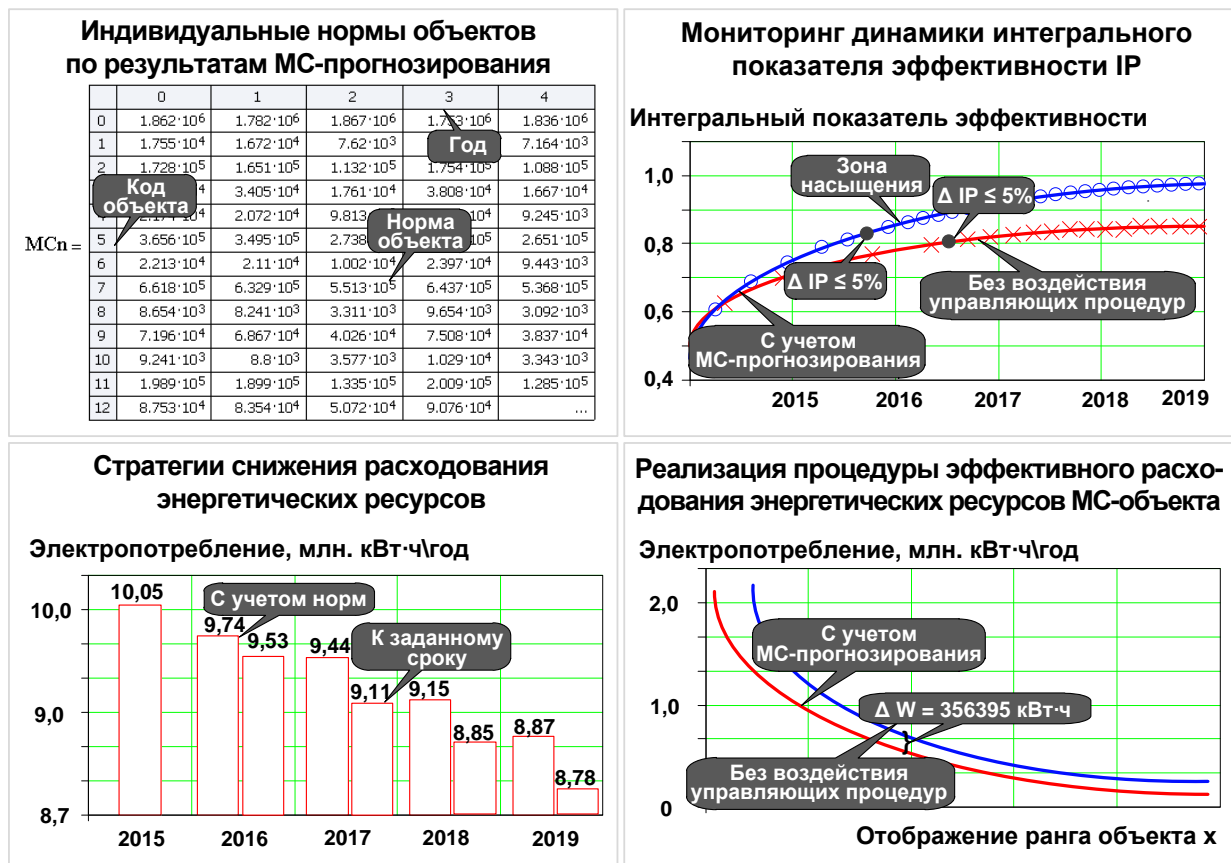 Индивидуальные нормы объектов
по результатам МС-прогнозирования
0 1 2 3 4
0 1.862·10⁶ 1.782·10⁶ 1.867·10⁶ 1.836·10⁶
Год
1 1.755·10⁴ 1.672·10⁴ 7.62·10³ 7.164·10³
2 1.728·10⁵ 1.651·10⁵ 1.132·10⁵ 1.754·10⁵ 1.088·10⁵
Код
объекта
3.405·10⁴ 1.761·10⁴ 3.808·10⁴ 1.667·10⁴
2.072·10⁴ 9.245·10³
Норма
объекта
MCn =
5 3.656·10⁵ 3.495·10⁵ 2.651·10⁵
6 2.213·10⁴ 2.11·10⁴ 1.002·10⁴ 2.397·10⁴ 9.443·10³
7 6.618·10⁵ 6.329·10⁵ 5.513·10⁵ 6.437·10⁵ 5.368·10⁵
8 8.654·10³ 8.241·10³ 3.311·10³ 9.654·10³ 3.092·10³
9 7.196·10⁴ 6.867·10⁴ 4.026·10⁴ 7.508·10⁴ 3.837·10⁴
10 9.241·10³ 8.8·10³ 3.577·10³ 1.029·10⁴ 3.343·10³
11 1.989·10⁵ 1.899·10⁵ 1.335·10⁵ 2.009·10⁵ 1.285·10⁵
12 8.753·10⁴ 8.354·10⁴ 5.072·10⁴ 9.076·10⁴ ...
Мониторинг динамики интегрального
показателя эффективности IP
Интегральный показатель эффективности
1,0
0,8
0,6
0,4
Зона
насыщения
Δ IP ≤ 5%
Δ IP ≤ 5%
Без воздействия
управляющих процедур
С учетом
МС-прогнозирования
2015 2016 2017 2018 2019
Стратегии снижения расходования
энергетических ресурсов
Электропотребление, млн. кВт·ч\год
10,0
9,0
8,7
10,05
9,74
9,53
9,44
9,11
9,15
8,85
8,87
8,78
С учетом норм
К заданному
сроку
2015 2016 2017 2018 2019
Реализация процедуры эффективного расхо-
дования энергетических ресурсов МС-объекта
Электропотребление, млн. кВт·ч\год
2,0
1,0
0
С учетом
МС-прогнозирования
Δ W = 356395 кВт·ч
Без воздействия
управляющих процедур
Отображение ранга объекта x